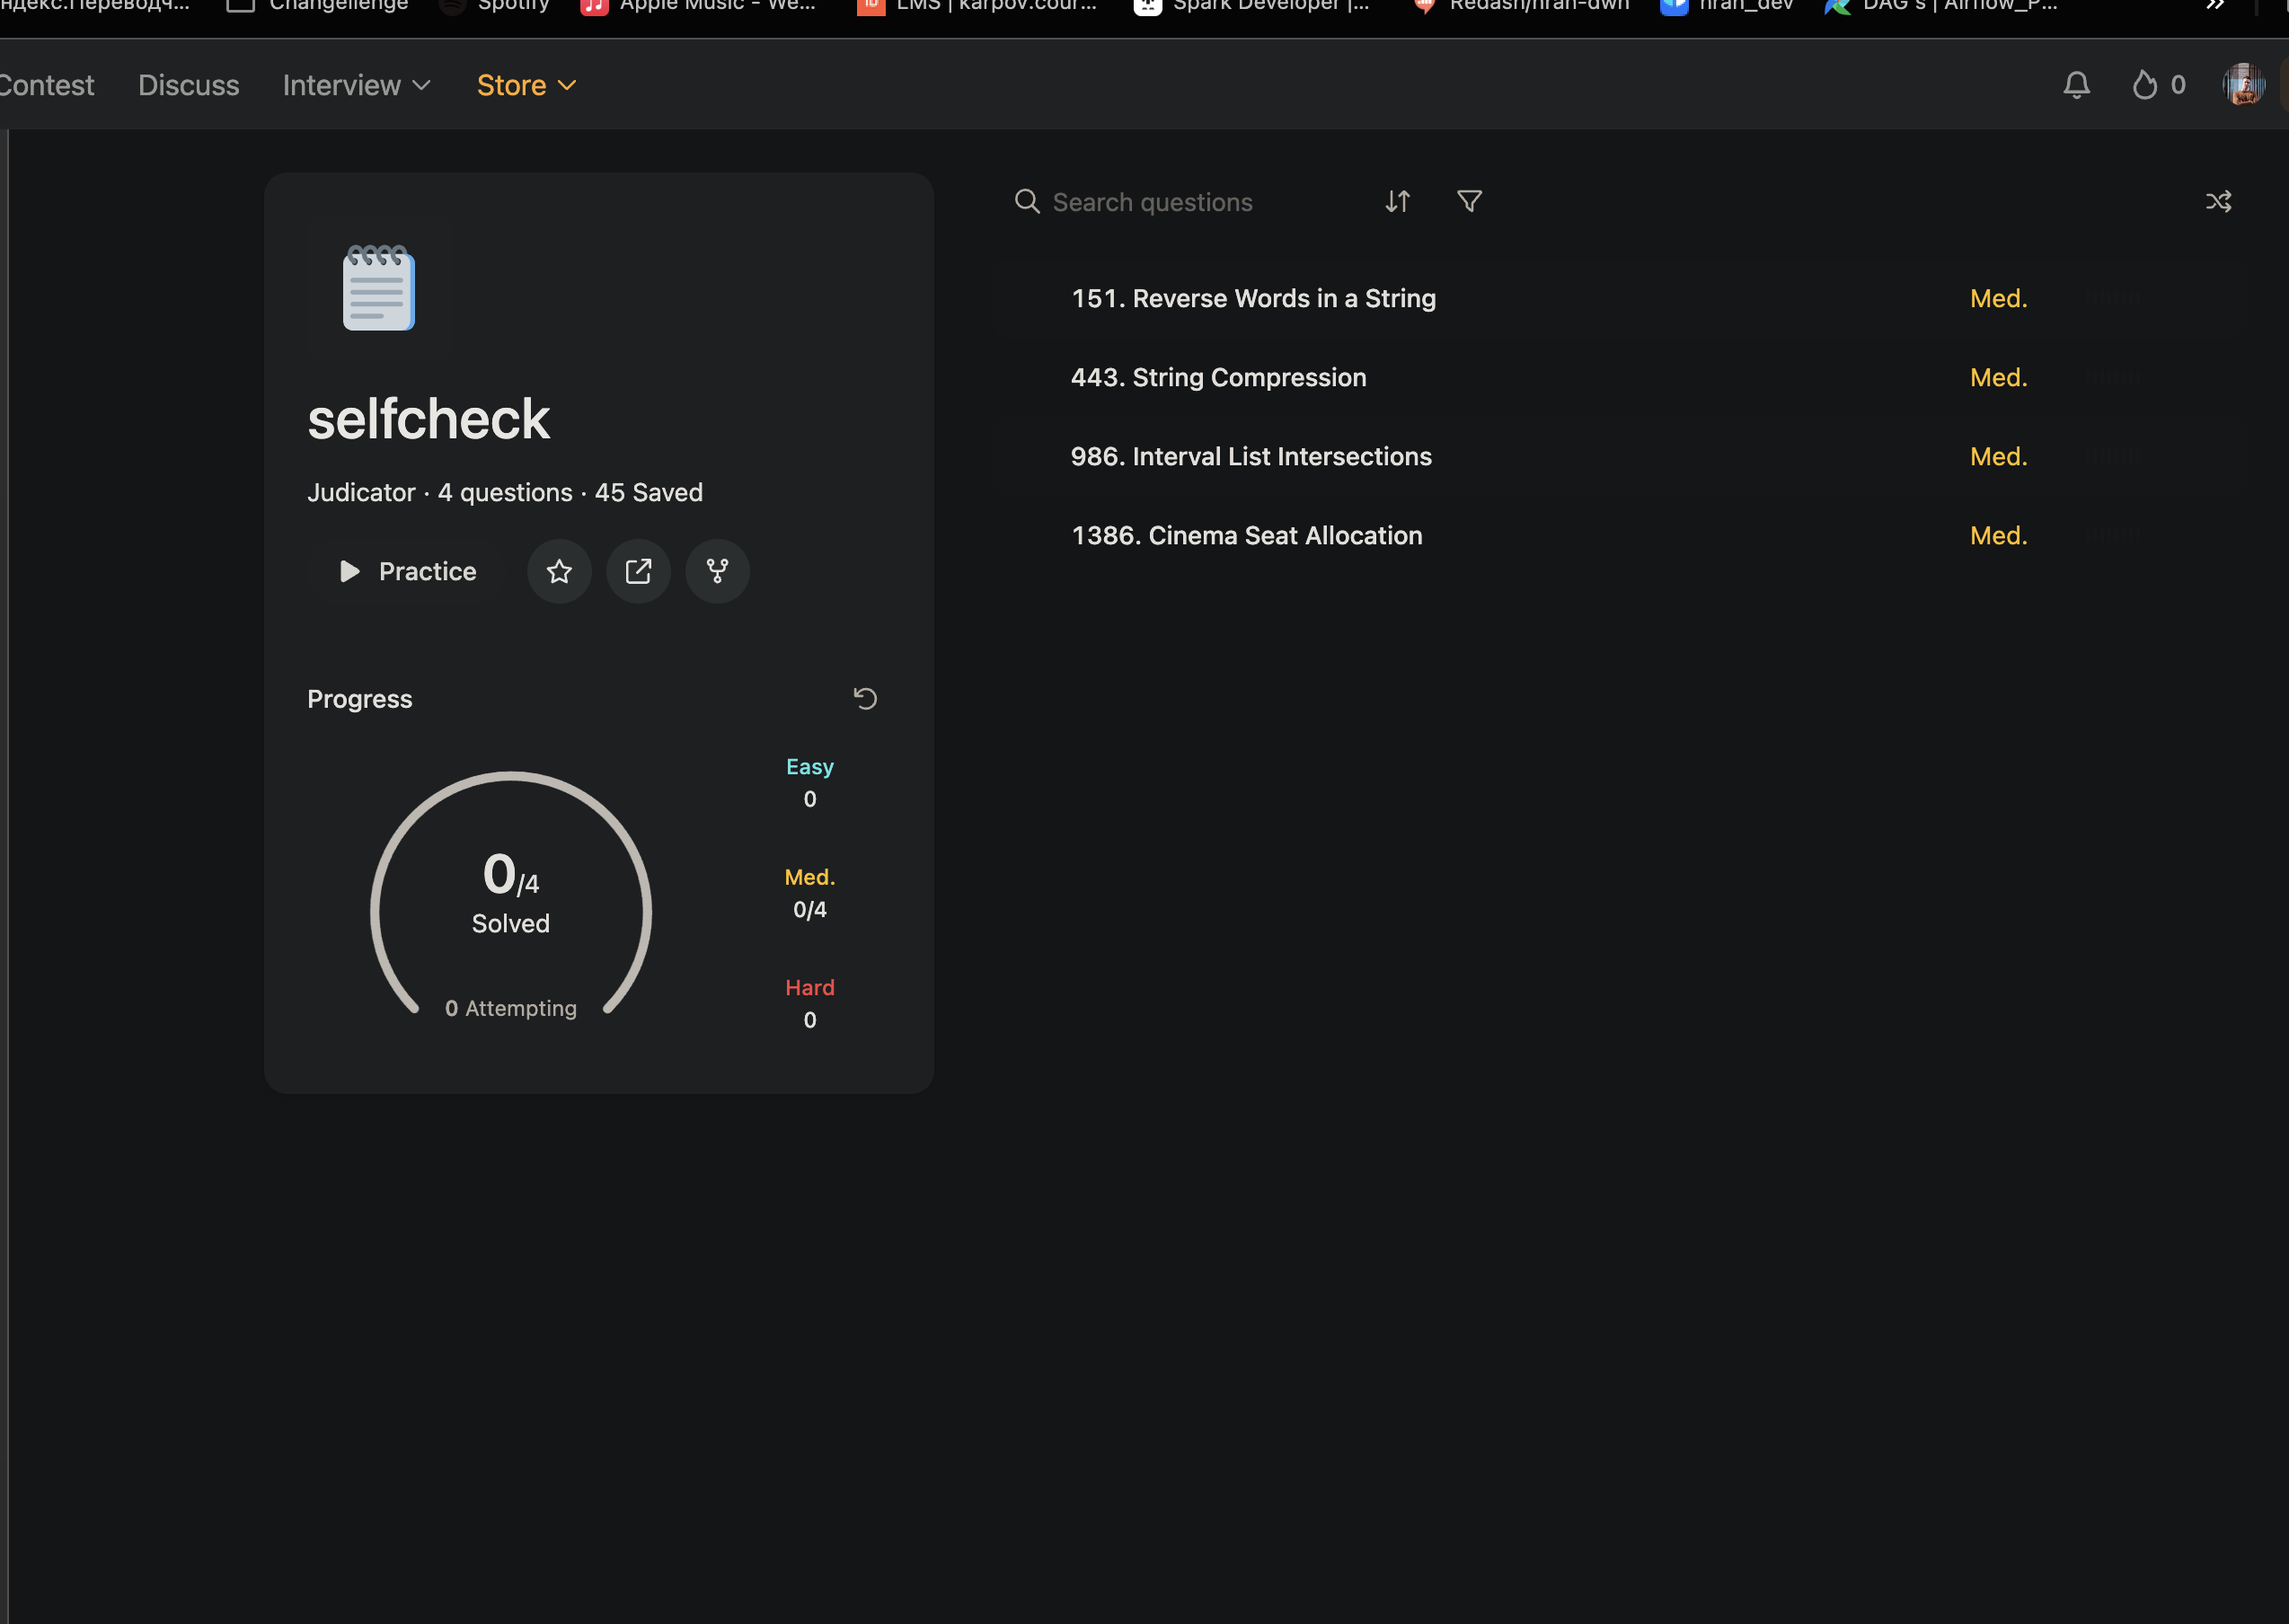 ндекс.Переводч... Changellenge Spotify Apple Music - We... LMS | karpov.cour... Spark Developer |... Redash/hran-dwh hran_dev DAG's | Airflow_P... »
Contest Discuss Interview Store 0
selfcheck
Judicator · 4 questions · 45 Saved
Practice
Progress
0/4
Solved
0 Attempting
Easy
0
Med.
0/4
Hard
0
Search questions
151. Reverse Words in a String Med.
443. String Compression Med.
986. Interval List Intersections Med.
1386. Cinema Seat Allocation Med.